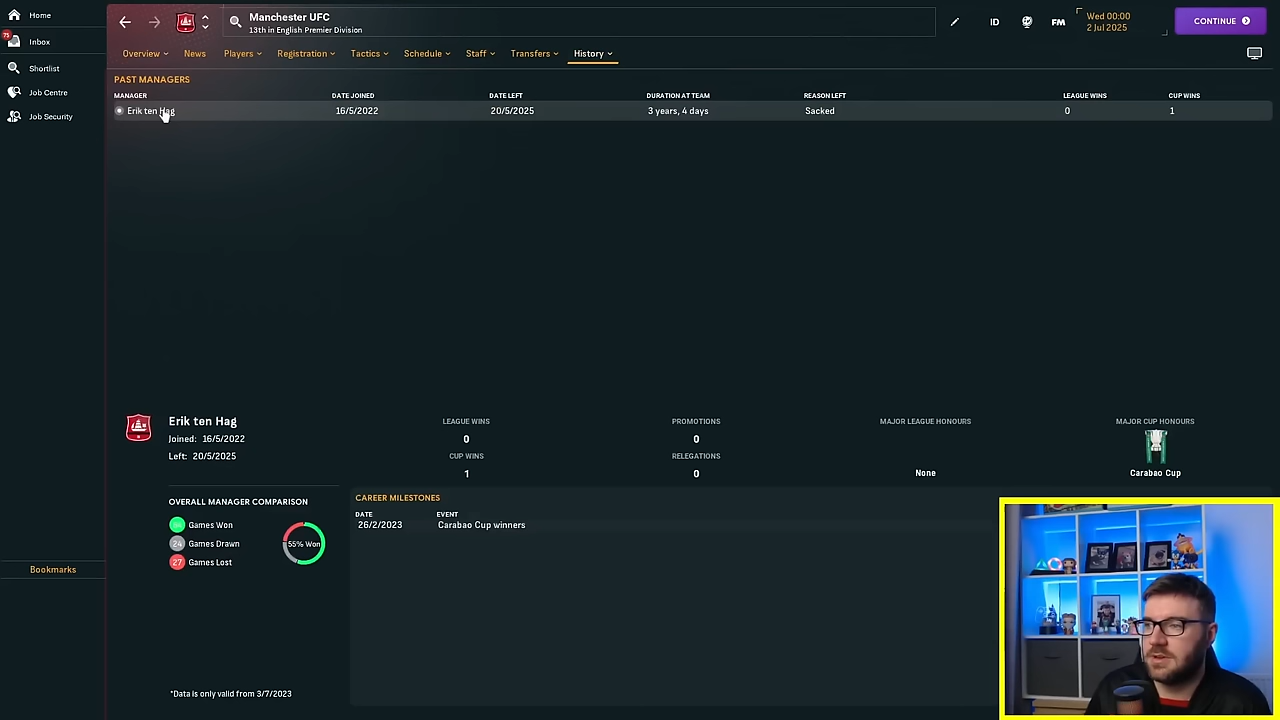 Home
75
Inbox
Shortlist
Job Centre
Job Security
Bookmarks
Manchester UFC
13th in English Premier Division
ID
FM
Wed 00:00
2 Jul 2025
CONTINUE
Overview
News
Players
Registration
Tactics
Schedule
Staff
Transfers
History
PAST MANAGERS
MANAGER DATE JOINED DATE LEFT DURATION AT TEAM REASON LEFT LEAGUE WINS CUP WINS
Erik ten Hag 16/5/2022 20/5/2025 3 years, 4 days Sacked 0 1
Erik ten Hag
Joined: 16/5/2022
Left: 20/5/2025
LEAGUE WINS
0
CUP WINS
1
PROMOTIONS
0
RELEGATIONS
0
MAJOR LEAGUE HONOURS
None
MAJOR CUP HONOURS
Carabao Cup
OVERALL MANAGER COMPARISON
Games Won
24 Games Drawn
27 Games Lost
55% Won
*Data is only valid from 3/7/2023
CAREER MILESTONES
DATE EVENT
26/2/2023 Carabao Cup winners